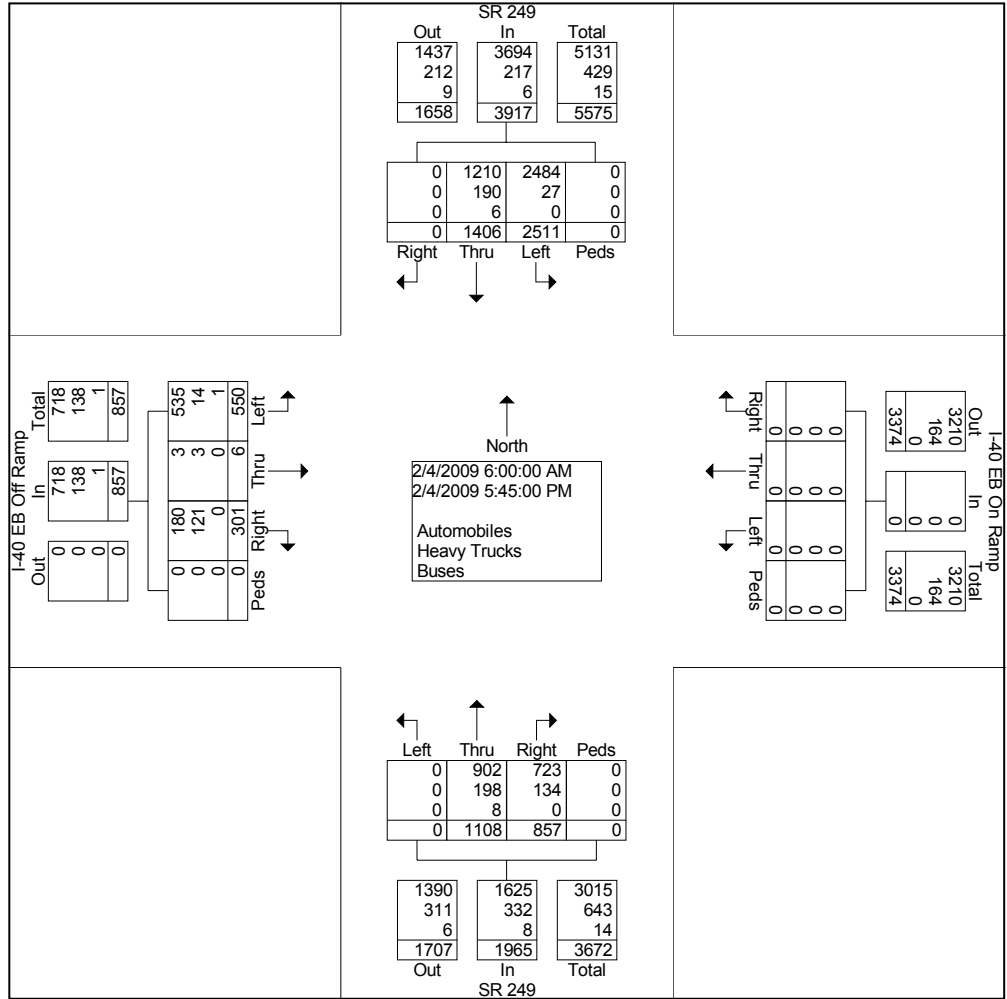 SR 249
Out In Total
1437 3694 5131
212 217 429
9 6 15
1658 3917 5575
0 1210 2484 0
0 190 27 0
0 6 0 0
0 1406 2511 0
Right Thru Left Peds
I-40 EB Off Ramp
Total In Out
718 138 1 857
718 138 1 857
0 0 0 0
Left Thru Right Peds
535 14 1 550
3 3 0 6
180 121 0 301
0 0 0 0
North
2/4/2009 6:00:00 AM
2/4/2009 5:45:00 PM
Automobiles
Heavy Trucks
Buses
Right Thru Left Peds
0 0 0 0
0 0 0 0
0 0 0 0
0 0 0 0
I-40 EB On Ramp
Out In Total
3210 0 3210
164 0 164
0 0 0
3374 0 3374
Left Thru Right Peds
0 902 723 0
0 198 134 0
0 8 0 0
0 1108 857 0
1390 1625 3015
311 332 643
6 8 14
1707 1965 3672
Out In Total
SR 249